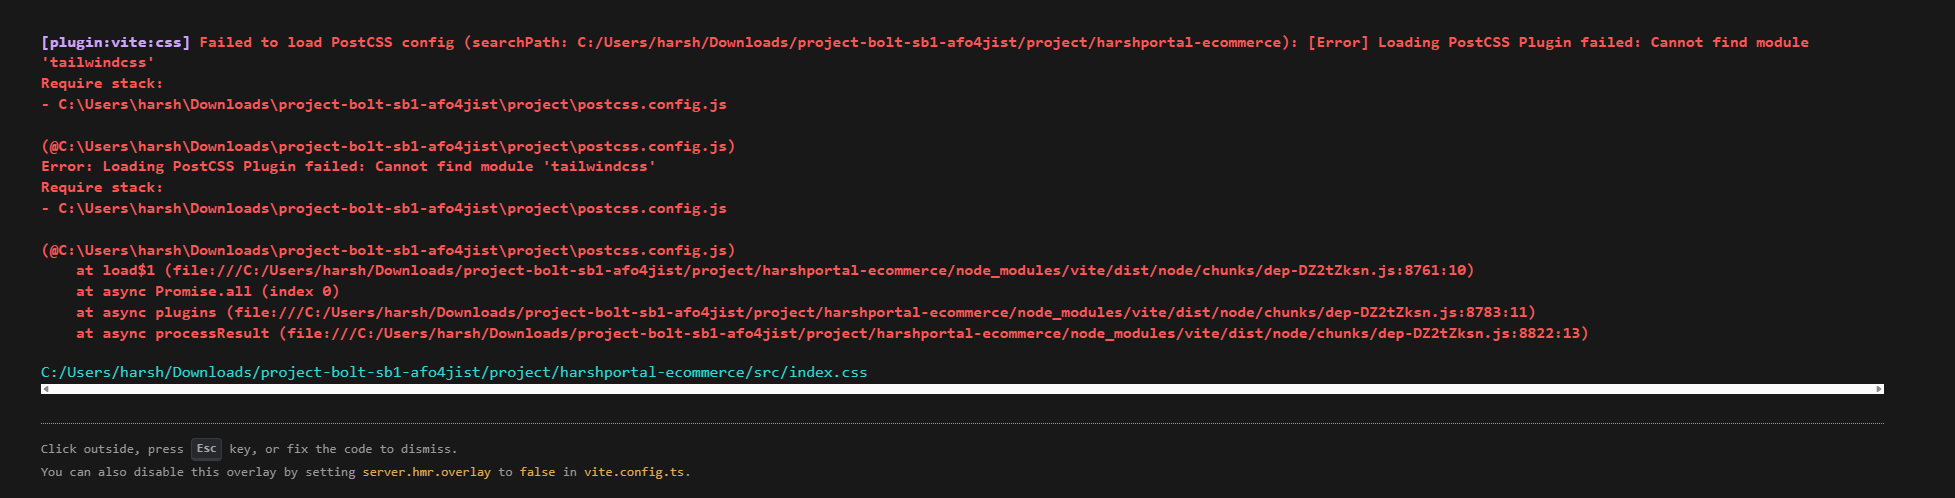 [plugin:vite:css] Failed to load PostCSS config (searchPath: C:/Users/harsh/Downloads/project-bolt-sb1-afo4jist/project/harshportal-ecommerce): [Error] Loading PostCSS Plugin failed: Cannot find module
'tailwindcss'
Require stack:
- C:\Users\harsh\Downloads\project-bolt-sb1-afo4jist\project\postcss.config.js
(@C:\Users\harsh\Downloads\project-bolt-sb1-afo4jist\project\postcss.config.js)
Error: Loading PostCSS Plugin failed: Cannot find module 'tailwindcss'
Require stack:
- C:\Users\harsh\Downloads\project-bolt-sb1-afo4jist\project\postcss.config.js
(@C:\Users\harsh\Downloads\project-bolt-sb1-afo4jist\project\postcss.config.js)
at load$1 (file:///C:/Users/harsh/Downloads/project-bolt-sb1-afo4jist/project/harshportal-ecommerce/node_modules/vite/dist/node/chunks/dep-DZ2tZksn.js:8761:10)
at async Promise.all (index 0)
at async plugins (file:///C:/Users/harsh/Downloads/project-bolt-sb1-afo4jist/project/harshportal-ecommerce/node_modules/vite/dist/node/chunks/dep-DZ2tZksn.js:8783:11)
at async processResult (file:///C:/Users/harsh/Downloads/project-bolt-sb1-afo4jist/project/harshportal-ecommerce/node_modules/vite/dist/node/chunks/dep-DZ2tZksn.js:8822:13)
C:/Users/harsh/Downloads/project-bolt-sb1-afo4jist/project/harshportal-ecommerce/src/index.css
Click outside, press Esc key, or fix the code to dismiss.
You can also disable this overlay by setting server.hmr.overlay to false in vite.config.ts.